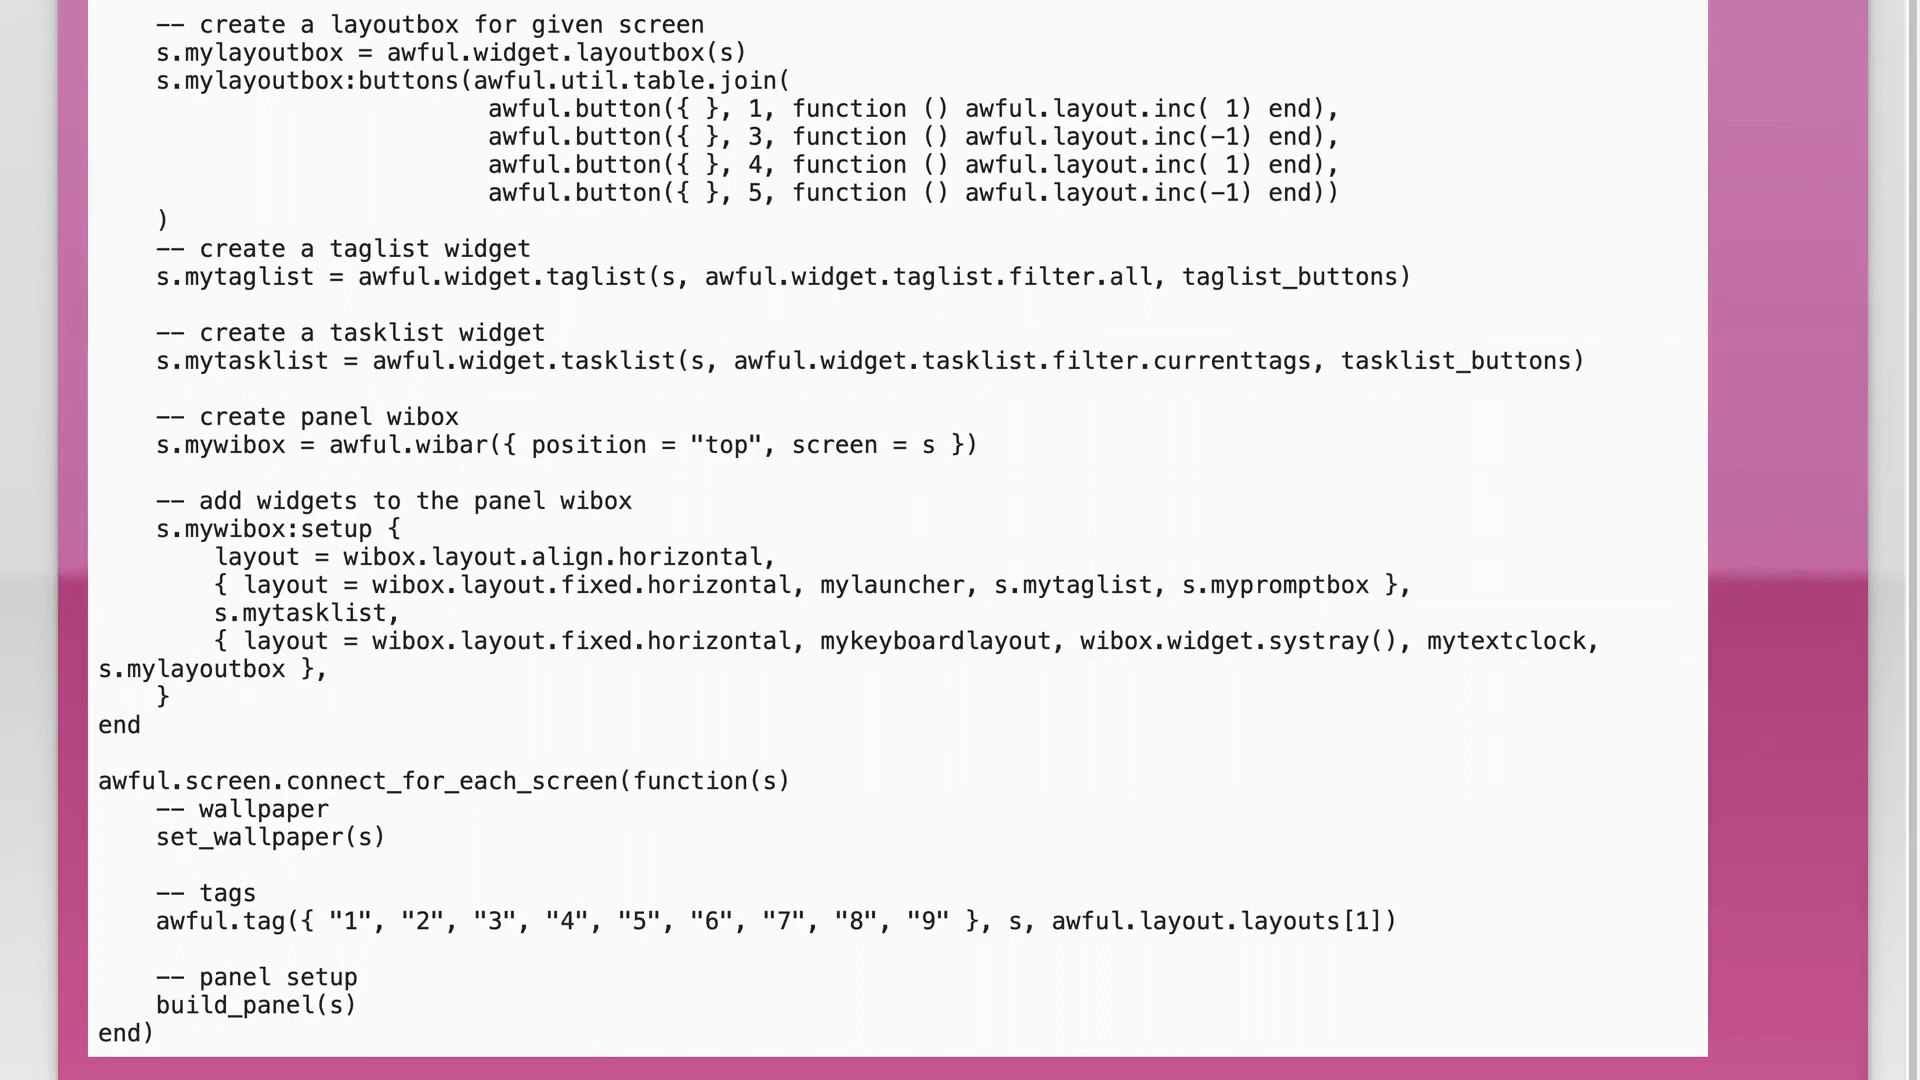 -- create a layoutbox for given screen
s.mylayoutbox = awful.widget.layoutbox(s)
s.mylayoutbox:buttons(awful.util.table.join(
awful.button({ }, 1, function () awful.layout.inc( 1) end),
awful.button({ }, 3, function () awful.layout.inc(-1) end),
awful.button({ }, 4, function () awful.layout.inc( 1) end),
awful.button({ }, 5, function () awful.layout.inc(-1) end))
)
-- create a taglist widget
s.mytaglist = awful.widget.taglist(s, awful.widget.taglist.filter.all, taglist_buttons)
-- create a tasklist widget
s.mytasklist = awful.widget.tasklist(s, awful.widget.tasklist.filter.currenttags, tasklist_buttons)
-- create panel wibox
s.mywibox = awful.wibar({ position = "top", screen = s })
-- add widgets to the panel wibox
s.mywibox:setup {
layout = wibox.layout.align.horizontal,
{ layout = wibox.layout.fixed.horizontal, mylauncher, s.mytaglist, s.mypromptbox },
s.mytasklist,
{ layout = wibox.layout.fixed.horizontal, mykeyboardlayout, wibox.widget.systray(), mytextclock,
s.mylayoutbox },
}
end
awful.screen.connect_for_each_screen(function(s)
-- wallpaper
set_wallpaper(s)
-- tags
awful.tag({ "1", "2", "3", "4", "5", "6", "7", "8", "9" }, s, awful.layout.layouts[1])
-- panel setup
build_panel(s)
end)